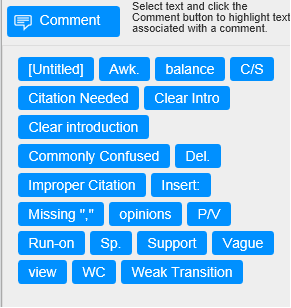 Comment
Select text and click the
Comment button to highlight text
associated with a comment.
[Untitled] Awk. balance C/S
Citation Needed Clear Intro
Clear introduction
Commonly Confused Del.
Improper Citation Insert:
Missing "," opinions P/V
Run-on Sp. Support Vague
view WC Weak Transition